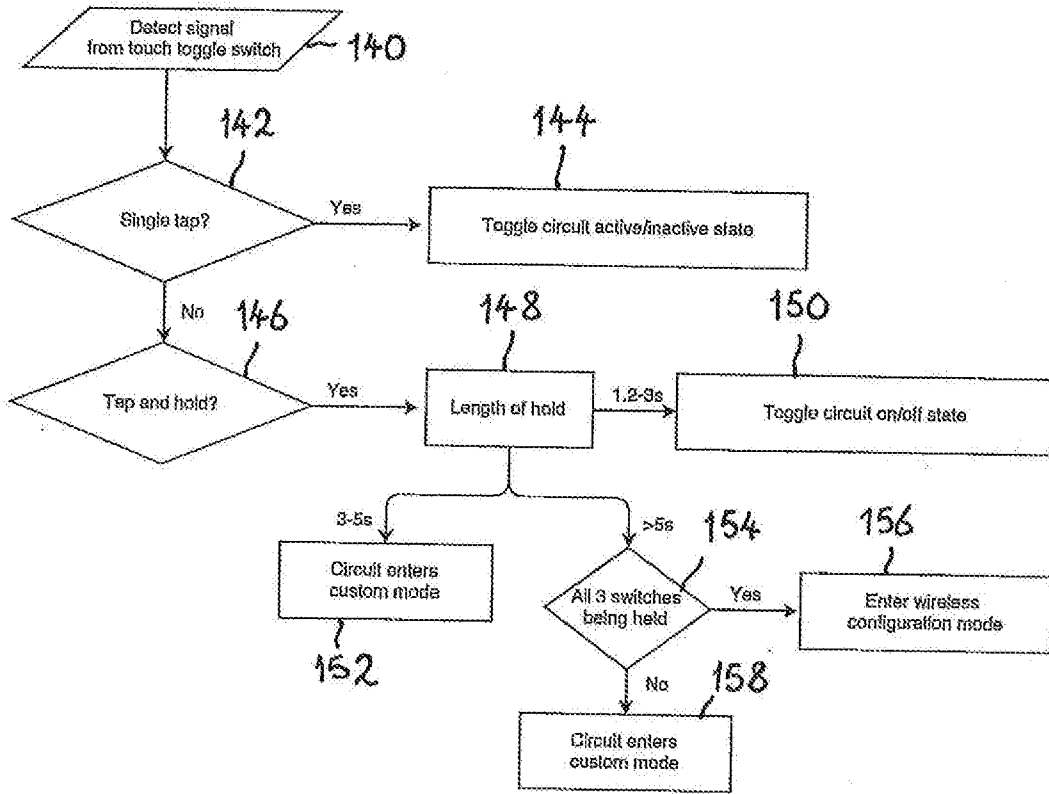 Detect signal
from touch toggle switch
140
142
144
Single tap?
Yes
Toggle circuit active/inactive state
No
146
148
150
Tap and hold?
Yes
Length of hold
1.2-3s
Toggle circuit on/off state
3-5s
>5s
154
156
Circuit enters
custom mode
152
All 3 switches
being held
Yes
Enter wireless
configuration mode
No
158
Circuit enters
custom mode